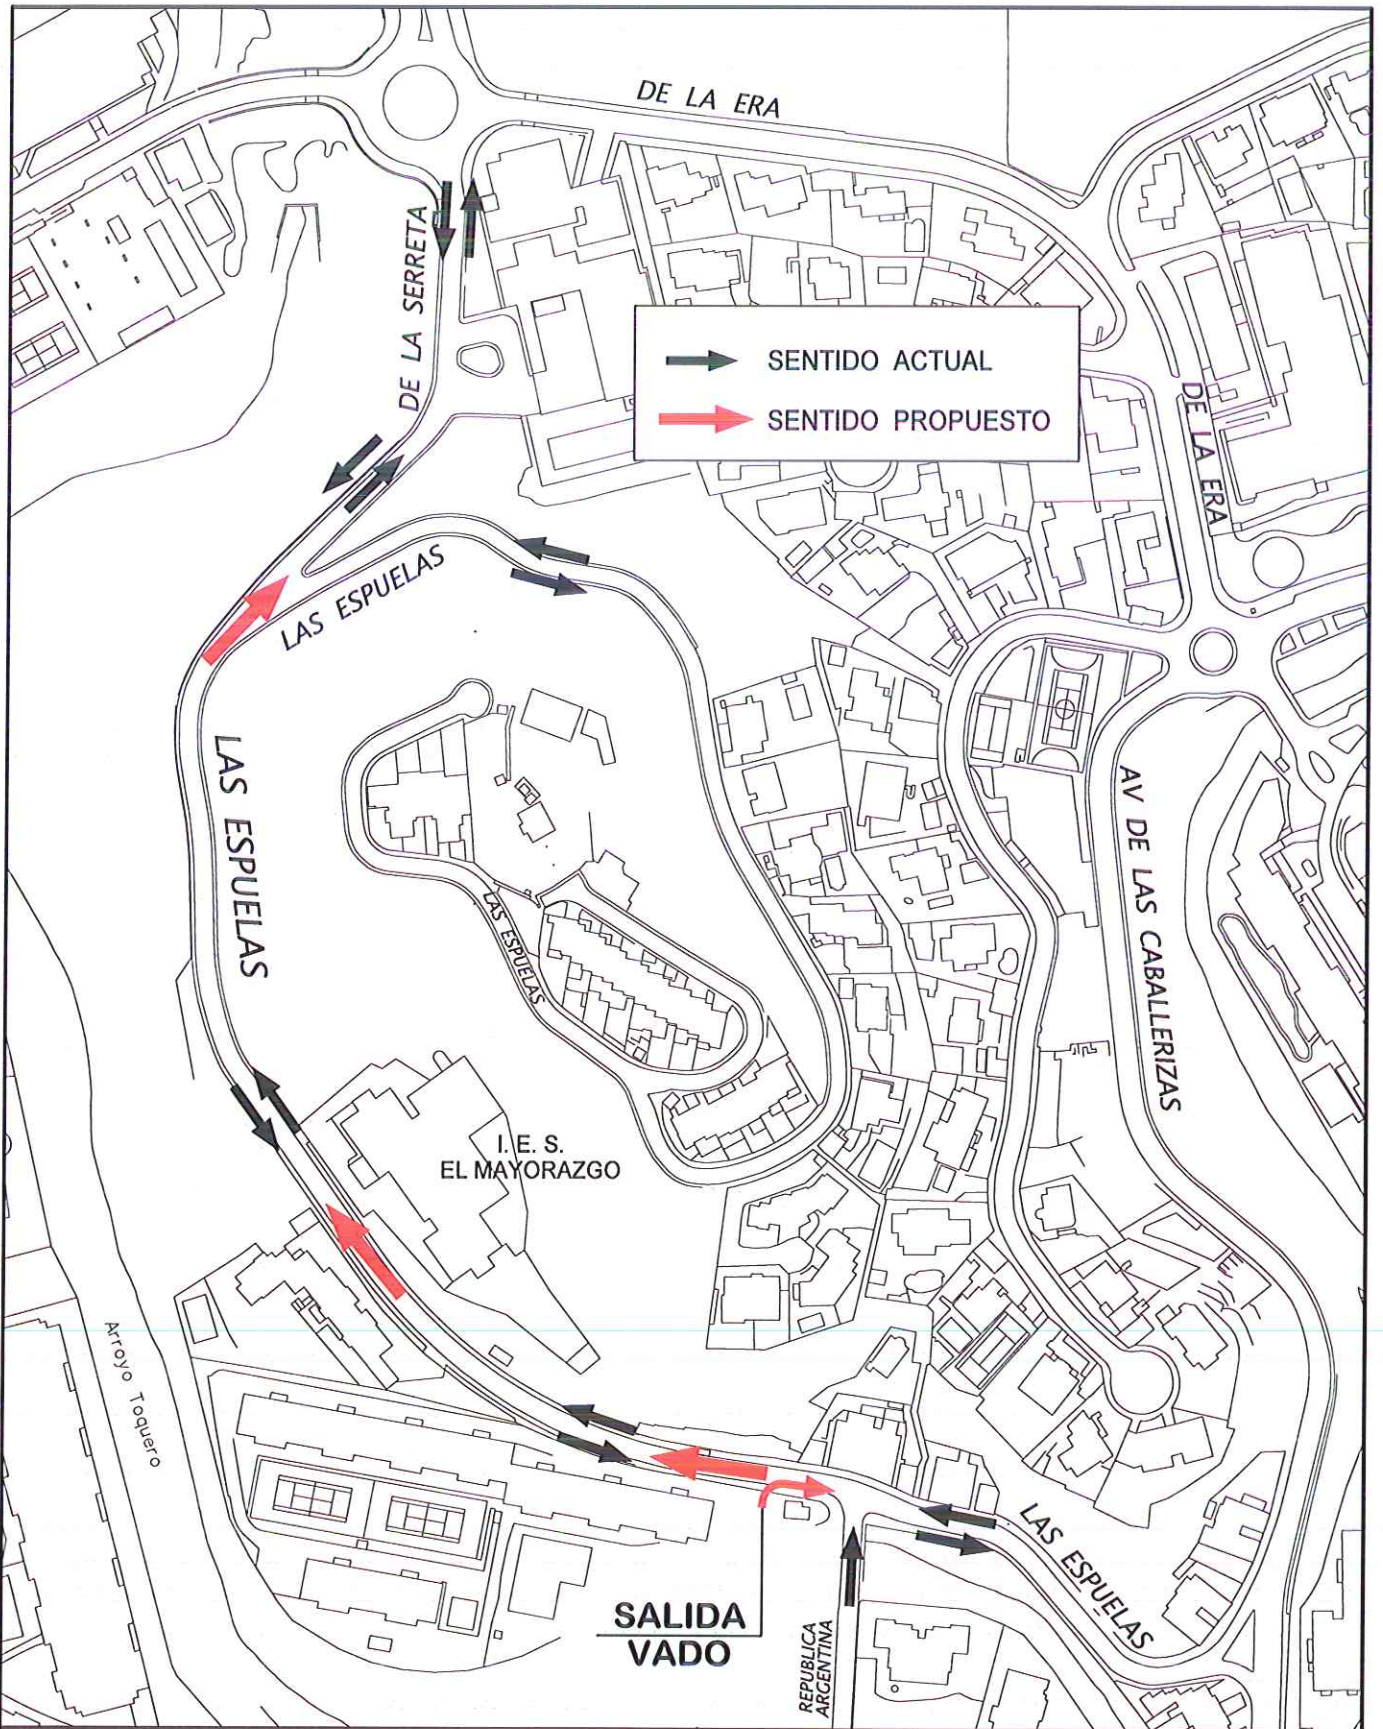 DE LA ERA
DE LA SERRETA
SENTIDO ACTUAL
SENTIDO PROPUESTO
DE LA ERA
LAS ESPUELAS
LAS ESPUELAS
AV DE LAS CABALLERIZAS
LAS ESPUELAS
I. E. S.
EL MAYORAZGO
Arroyo Toquero
LAS ESPUELAS
SALIDA
VADO
REPUBLICA
ARGENTINA